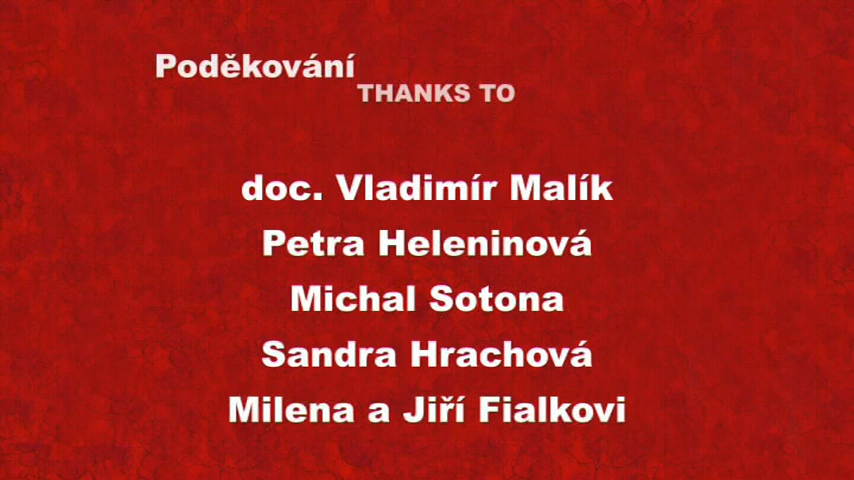 Poděkování
THANKS TO
doc. Vladimír Malík
Petra Heleninová
Michal Sotona
Sandra Hrachová
Milena a Jiří Fialkovi